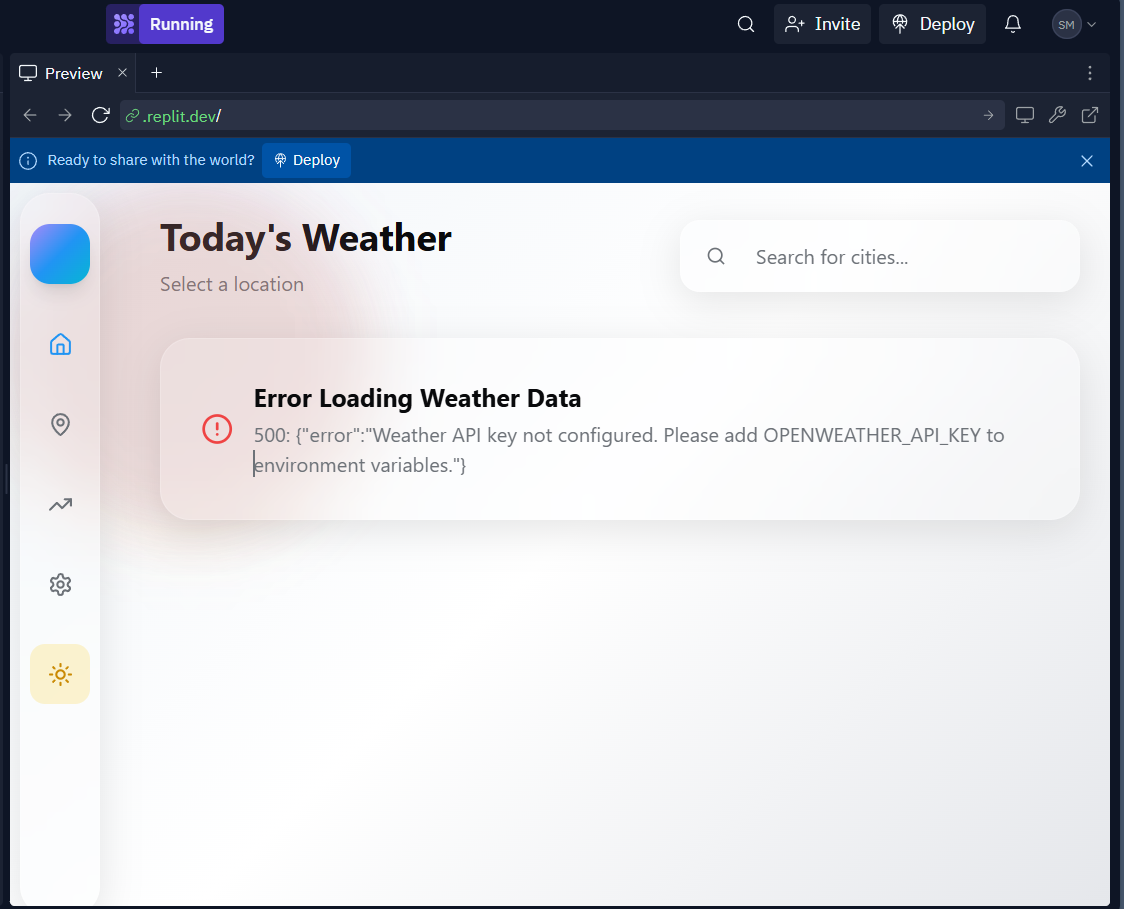 Running
Invite
Deploy
SM
Preview
.replit.dev/
Ready to share with the world?
Deploy
Today's Weather
Select a location
Search for cities...
Error Loading Weather Data
500: {"error":"Weather API key not configured. Please add OPENWEATHER_API_KEY to
environment variables."}